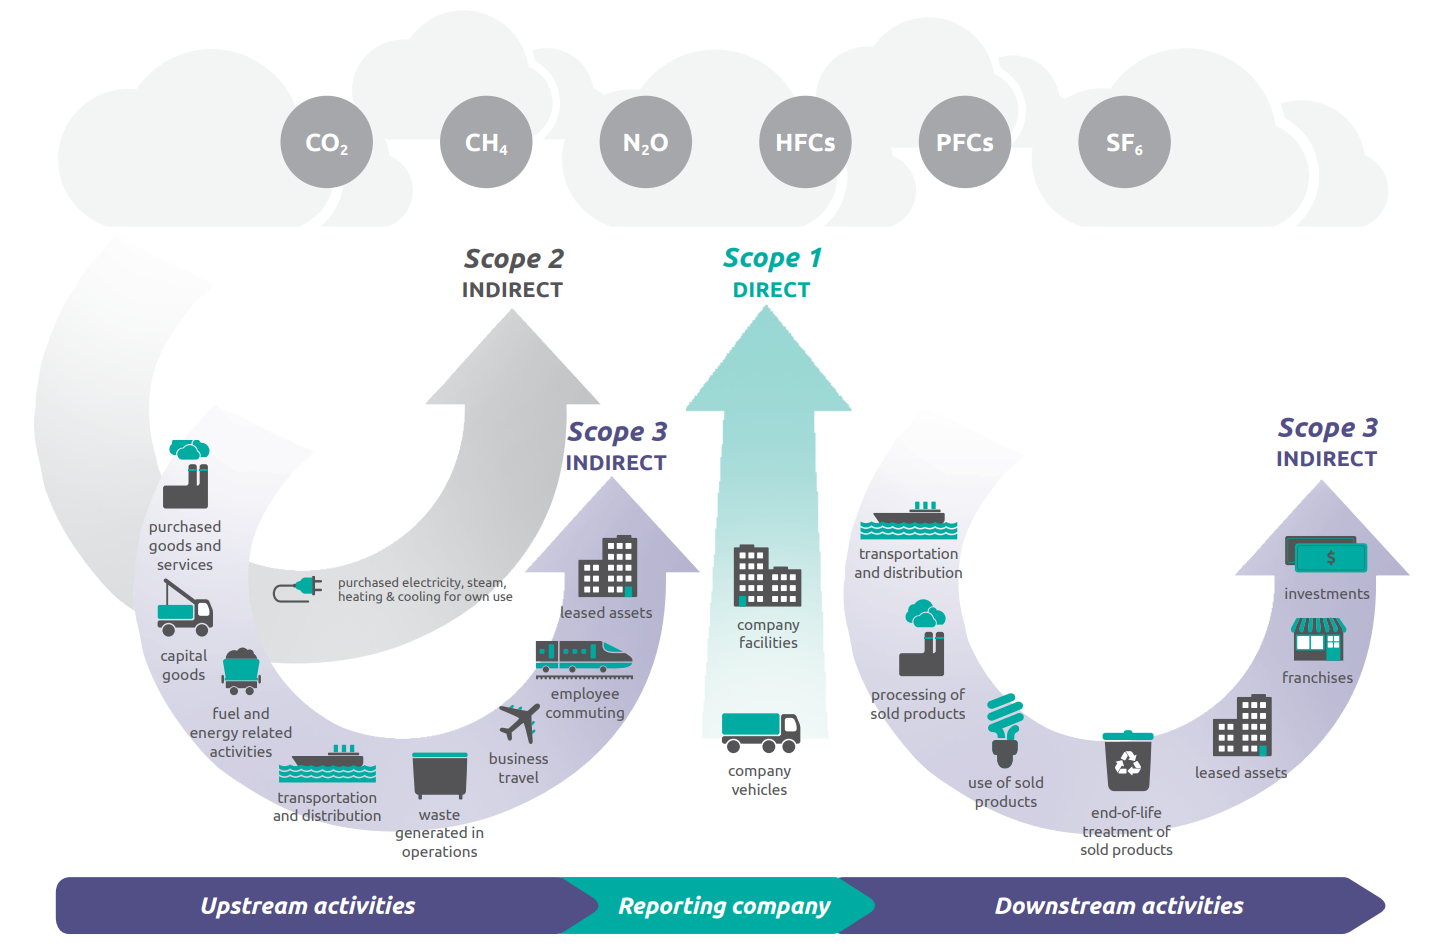 CO₂
CH₄
N₂O
HFCs
PFCs
SF₆
Scope 2
INDIRECT
Scope 1
DIRECT
Scope 3
INDIRECT
Scope 3
INDIRECT
purchased
goods and
services
capital
goods
fuel and
energy related
activities
transportation
and distribution
waste
generated in
operations
business
travel
employee
commuting
leased assets
purchased electricity, steam,
heating & cooling for own use
company
facilities
company
vehicles
transportation
and distribution
processing of
sold products
use of sold
products
end-of-life
treatment of
sold products
leased assets
franchises
$
investments
Upstream activities
Reporting company
Downstream activities